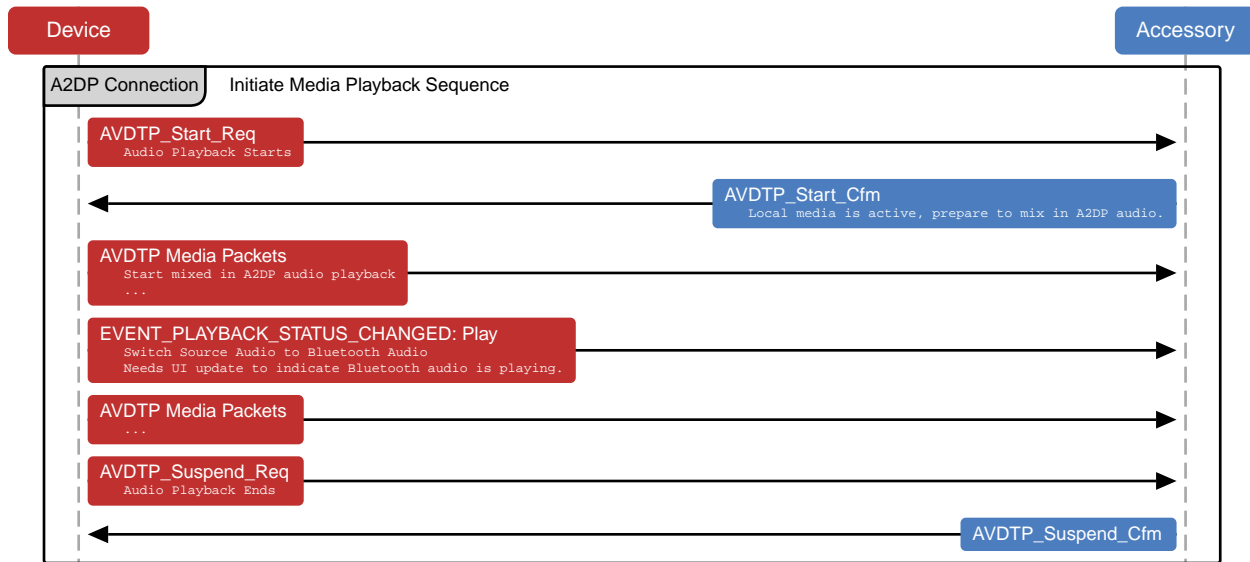 Device
Accessory
A2DP Connection
Initiate Media Playback Sequence
AVDTP_Start_Req
Audio Playback Starts
AVDTP_Start_Cfm
Local media is active, prepare to mix in A2DP audio.
AVDTP Media Packets
Start mixed in A2DP audio playback
...
EVENT_PLAYBACK_STATUS_CHANGED: Play
Switch Source Audio to Bluetooth Audio
Needs UI update to indicate Bluetooth audio is playing.
AVDTP Media Packets
...
AVDTP_Suspend_Req
Audio Playback Ends
AVDTP_Suspend_Cfm